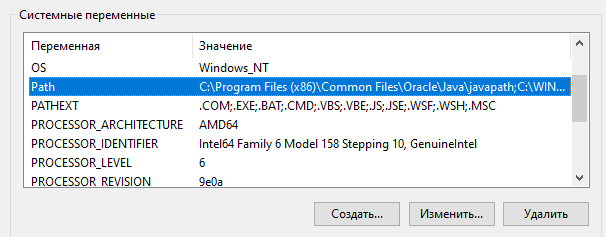 Системные переменные
Переменная Значение
OS Windows_NT
Path C:\Program Files (x86)\Common Files\Oracle\Java\javapath;C:\WIN...
PATHEXT .COM;.EXE;.BAT;.CMD;.VBS;.VBE;.JS;.JSE;.WSF;.WSH;.MSC
PROCESSOR_ARCHITECTURE AMD64
PROCESSOR_IDENTIFIER Intel64 Family 6 Model 158 Stepping 10, GenuineIntel
PROCESSOR_LEVEL 6
PROCESSOR_REVISION 9e0a
Создать... Изменить... Удалить